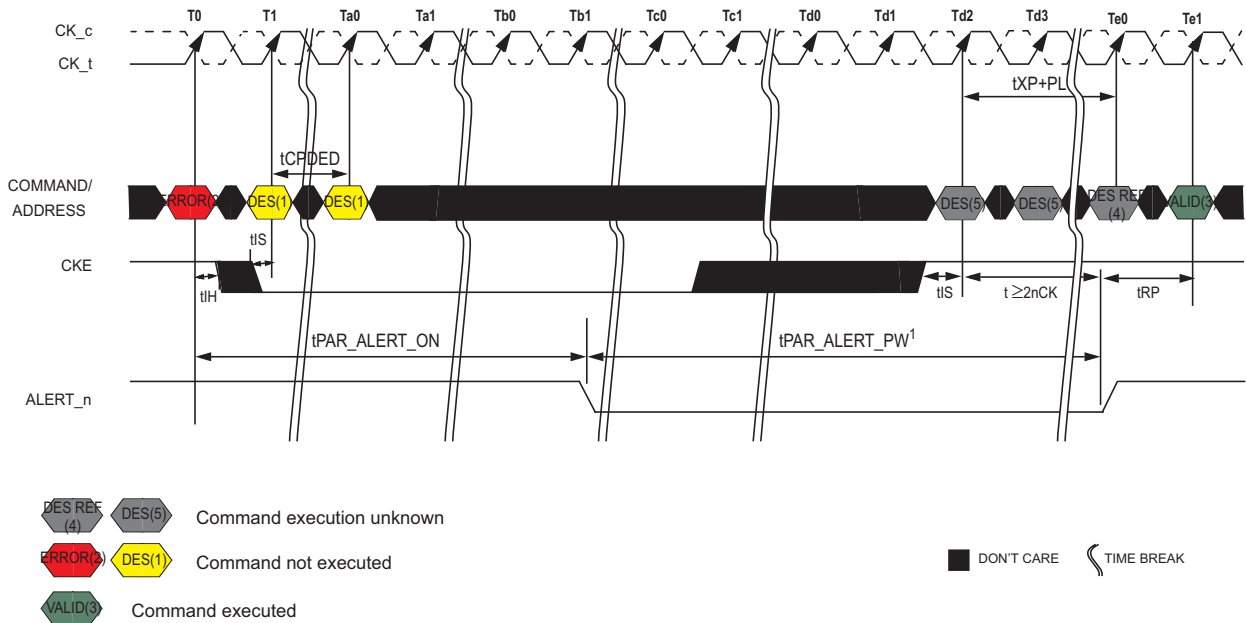 T0 T1 Ta0 Ta1 Tb0 Tb1 Tc0 Tc1 Td0 Td1 Td2 Td3 Te0 Te1
CK_c
CK_t
tXP+PL
tCPDED
COMMAND/
ADDRESS
ERROR(2 DES(1 DES(1 DES(5) DES(5) DES REF
(4) ALID(3)
tIS
CKE
tIH
tIS t ≥2nCK tRP
tPAR_ALERT_ON tPAR_ALERT_PW1
ALERT_n
DES REF
(4) DES(5) Command execution unknown
ERROR(2) DES(1) Command not executed
DON'T CARE TIME BREAK
VALID(3) Command executed